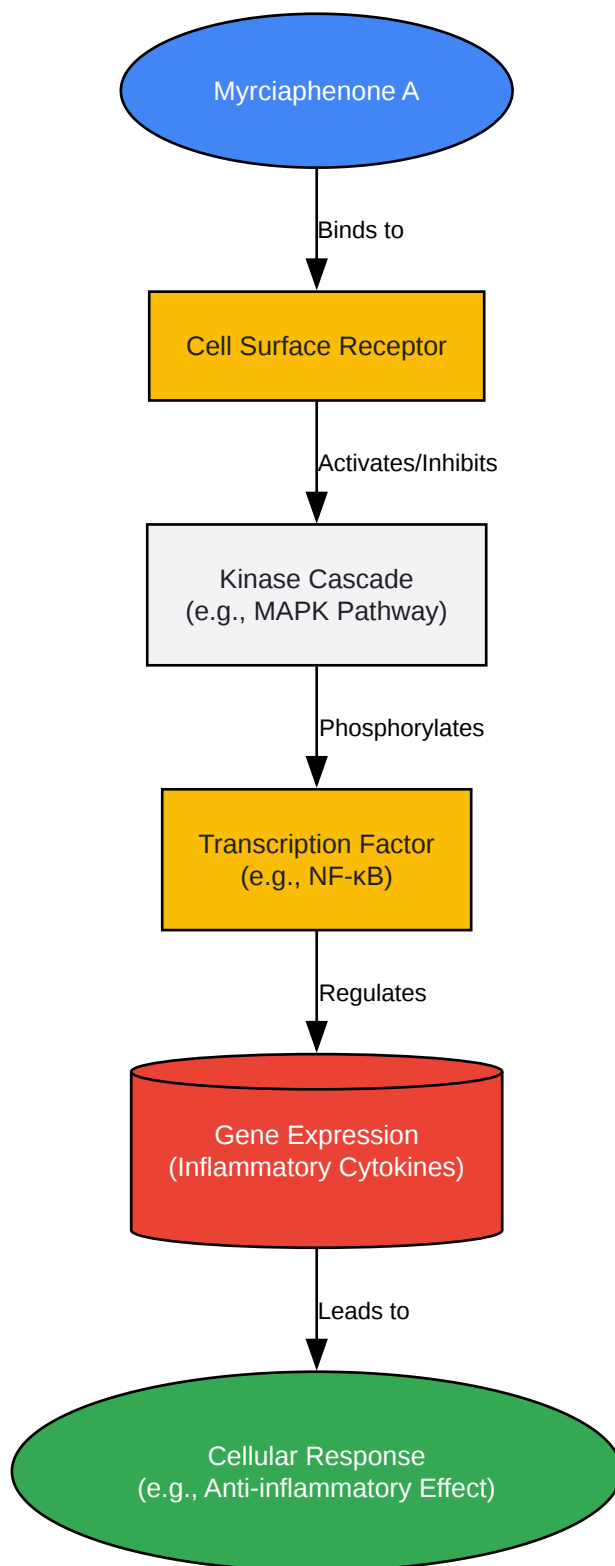 Myrciaphenone A
Binds to
Cell Surface Receptor
Activates/Inhibits
Kinase Cascade
(e.g., MAPK Pathway)
Phosphorylates
Transcription Factor
(e.g., NF-κB)
Regulates
Gene Expression
(Inflammatory Cytokines)
Leads to
Cellular Response
(e.g., Anti-inflammatory Effect)